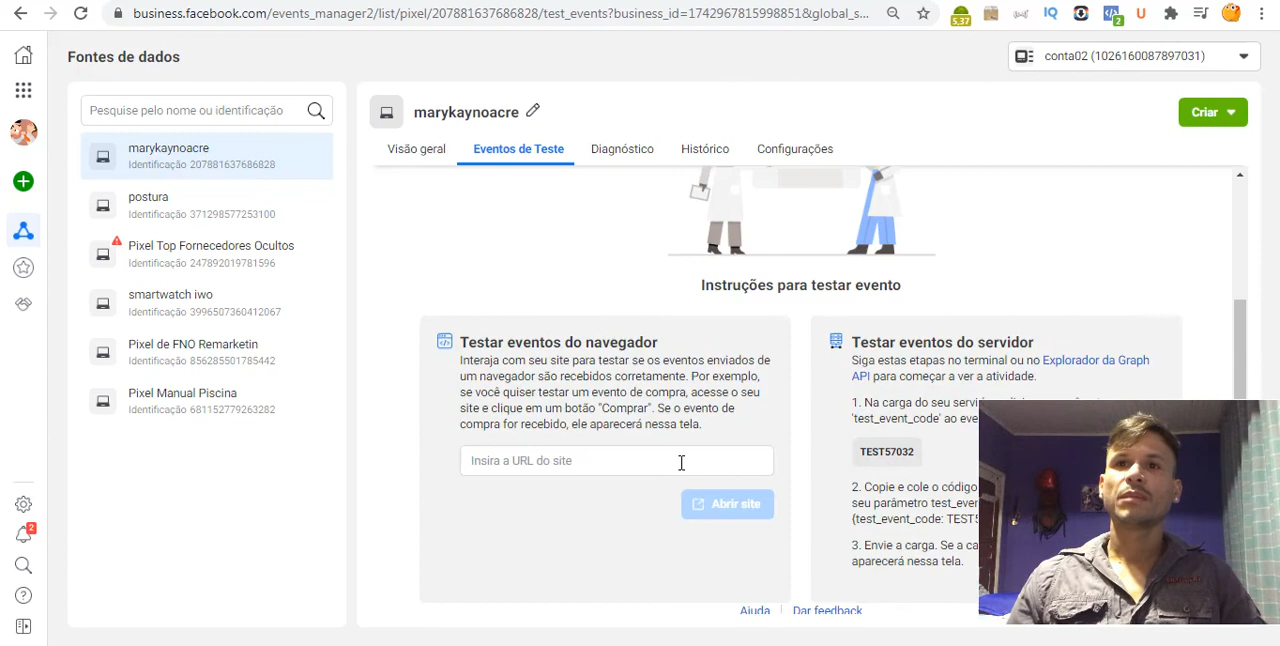 business.facebook.com/events_manager2/list/pixel/207881637686828/test_events?business_id=1742967815998851&global_s...
5,37
IQ
2
U
Fontes de dados
conta02 (1026160087897031)
Pesquise pelo nome ou identificação
marykaynoacre
Identificação 207881637686828
postura
Identificação 371298577253100
Pixel Top Fornecedores Ocultos
Identificação 247892019781596
smartwatch iwo
Identificação 3996507360412067
Pixel de FNO Remarketin
Identificação 856285501785442
Pixel Manual Piscina
Identificação 681152779263282
2
marykaynoacre
Criar
Visão geral
Eventos de Teste
Diagnóstico
Histórico
Configurações
Instruções para testar evento
Testar eventos do navegador
Interaja com seu site para testar se os eventos enviados de
um navegador são recebidos corretamente. Por exemplo,
se você quiser testar um evento de compra, acesse o seu
site e clique em um botão "Comprar". Se o evento de
compra for recebido, ele aparecerá nessa tela.
Insira a URL do site
Abrir site
Testar eventos do servidor
Siga estas etapas no terminal ou no Explorador da Graph
API para começar a ver a atividade.
1. Na carga do seu servi
'test_event_code' ao eve
TEST57032
2. Copie e cole o código
seu parâmetro test_even
{test_event_code: TEST5
3. Envie a carga. Se a ca
aparecerá nessa tela.
Ajuda
Dar feedback